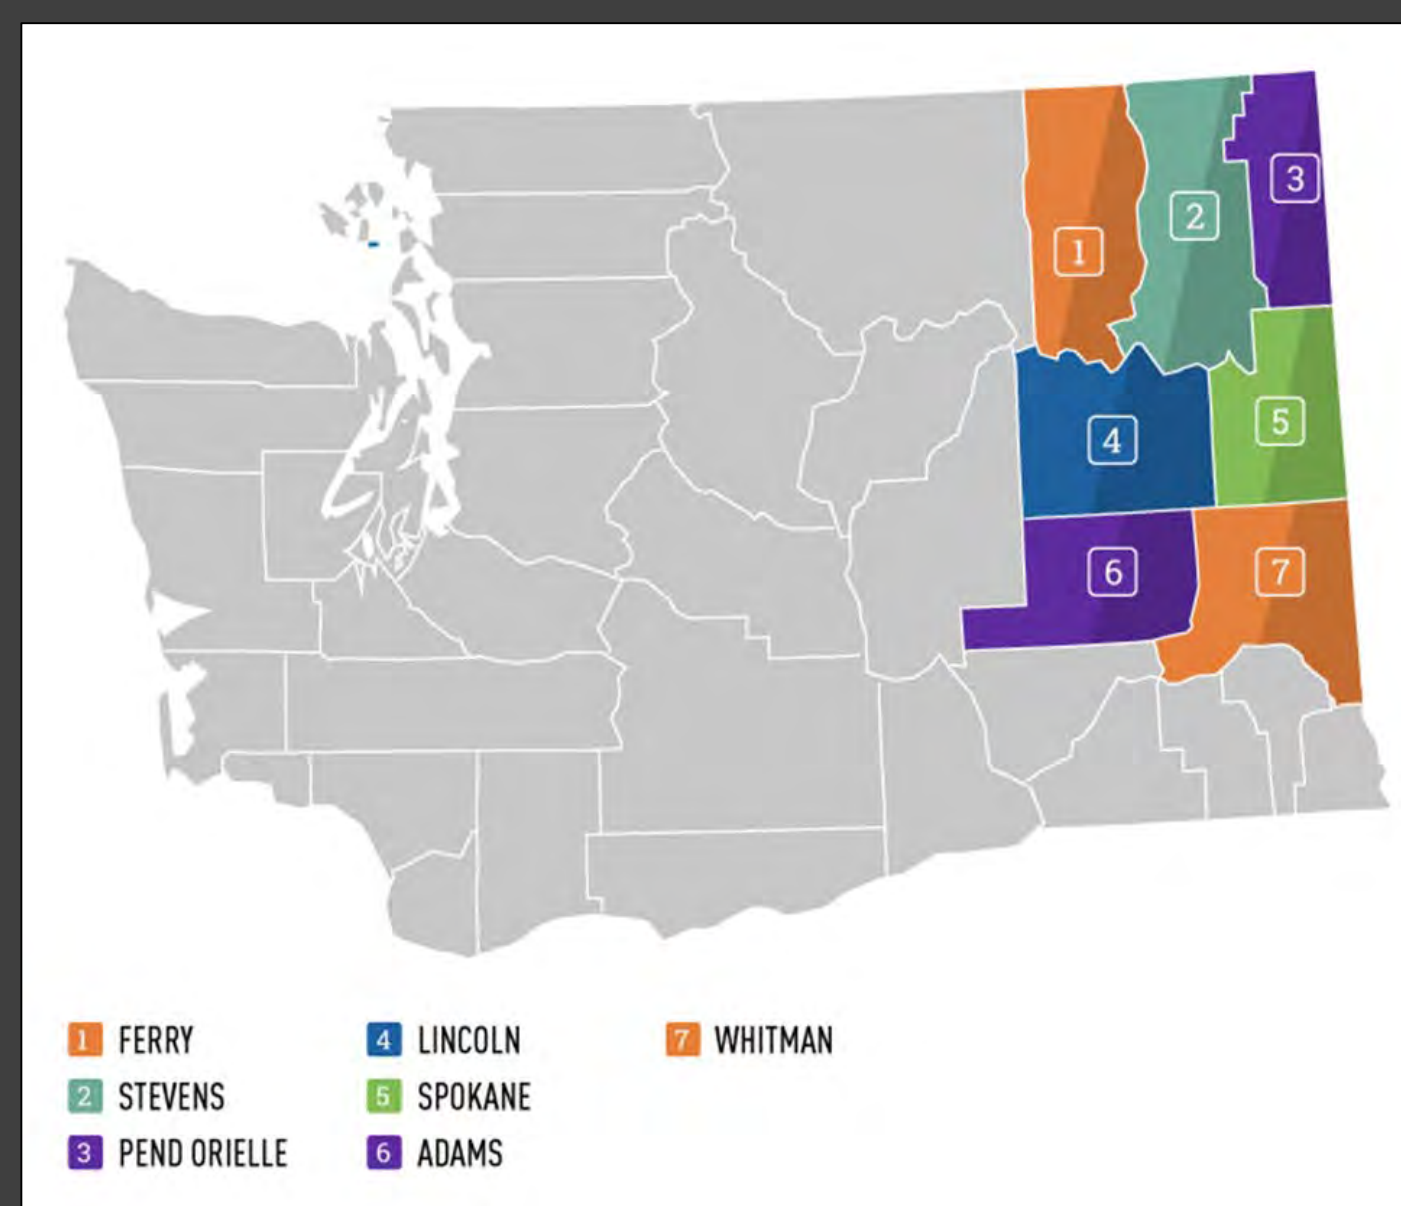 3
2
1
5
4
6
7
1 FERRY
2 STEVENS
3 PEND ORIELLE
4 LINCOLN
5 SPOKANE
6 ADAMS
7 WHITMAN